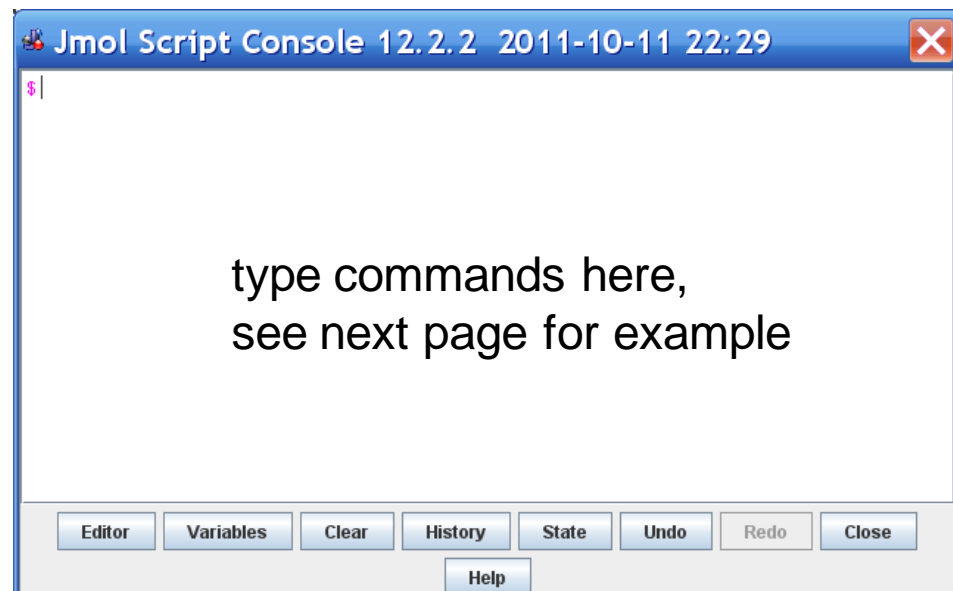 Jmol Script Console 12.2.2 2011-10-11 22:29
$
type commands here,
see next page for example
Editor Variables Clear History State Undo Redo Close
Help